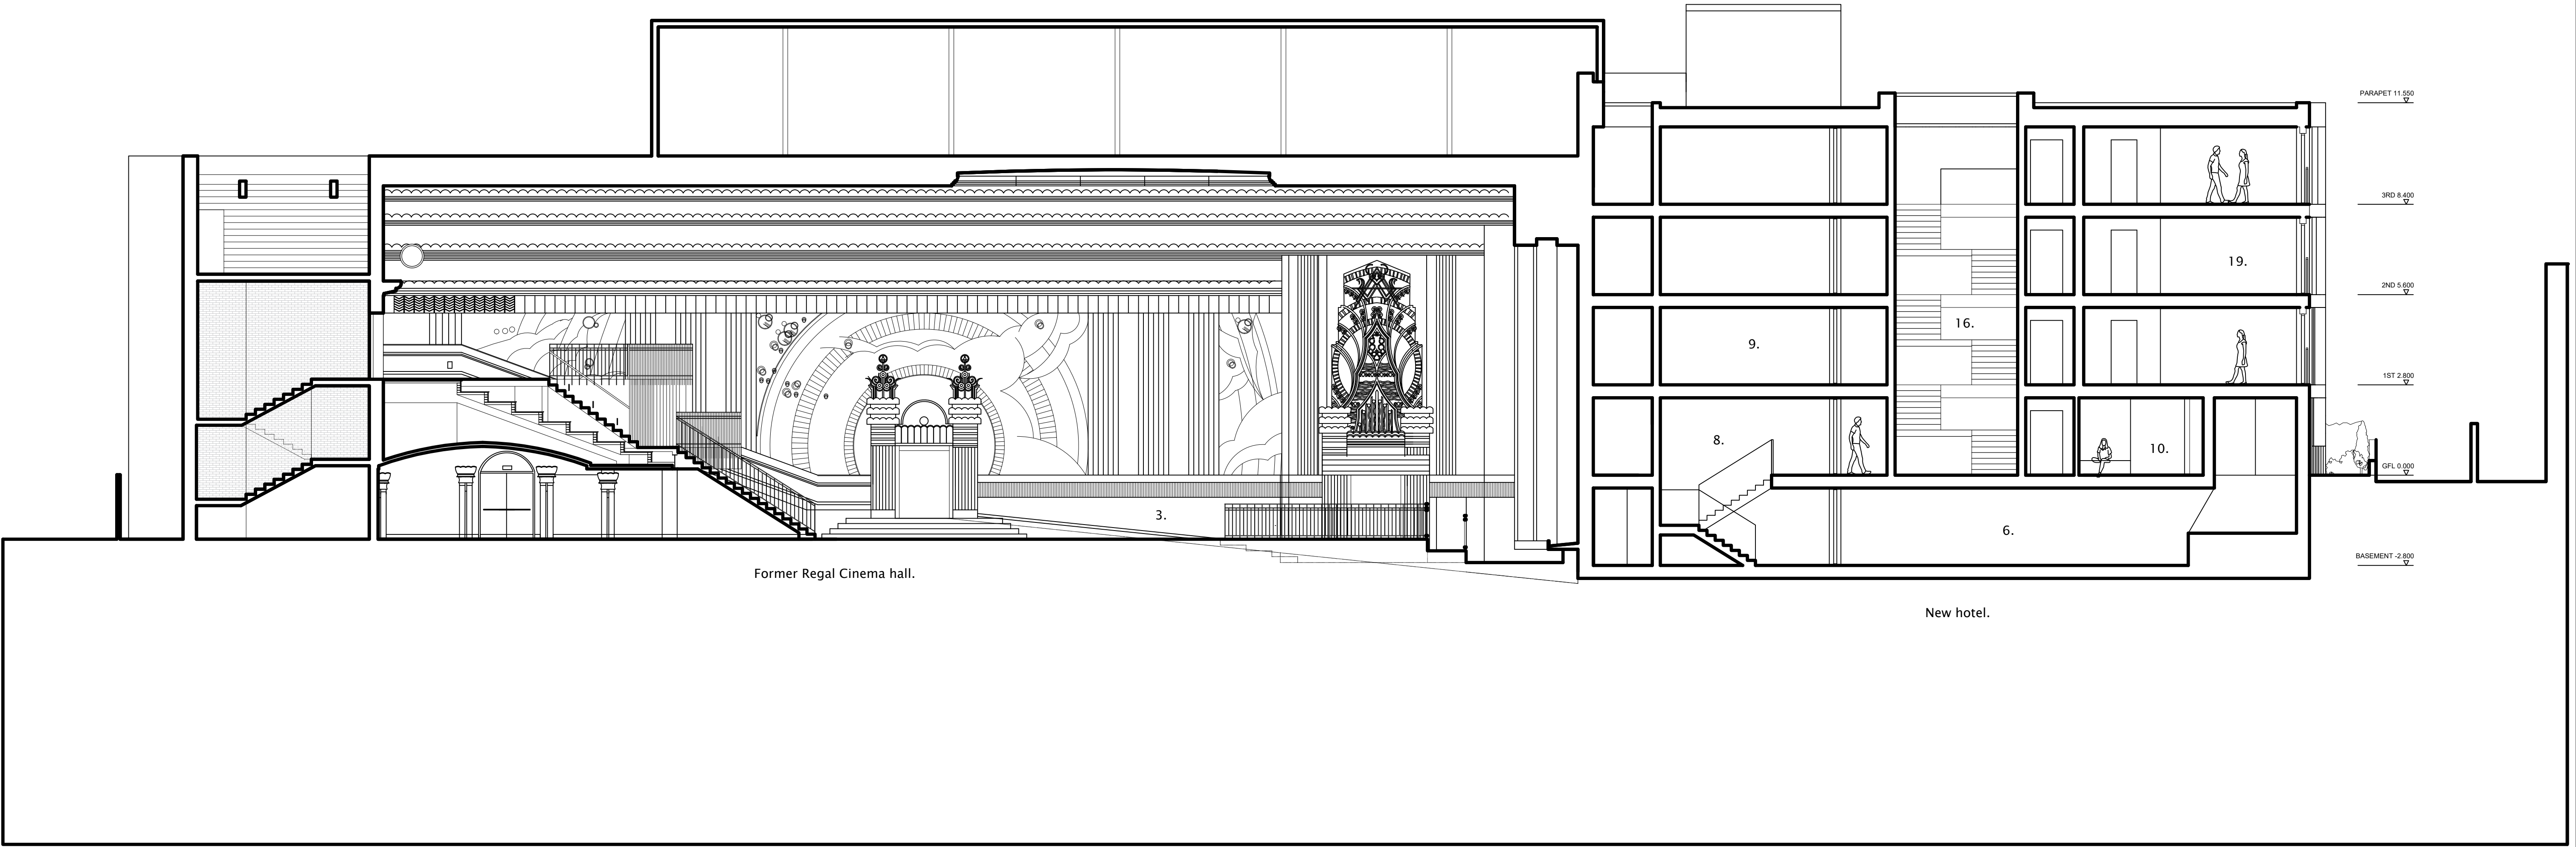 PARAPET 11.550
3RD 8.400
19.
2ND 5.600
16.
9.
1ST 2.800
8.
10.
GFL 0.000
3.
6.
BASEMENT -2.800
Former Regal Cinema hall.
New hotel.